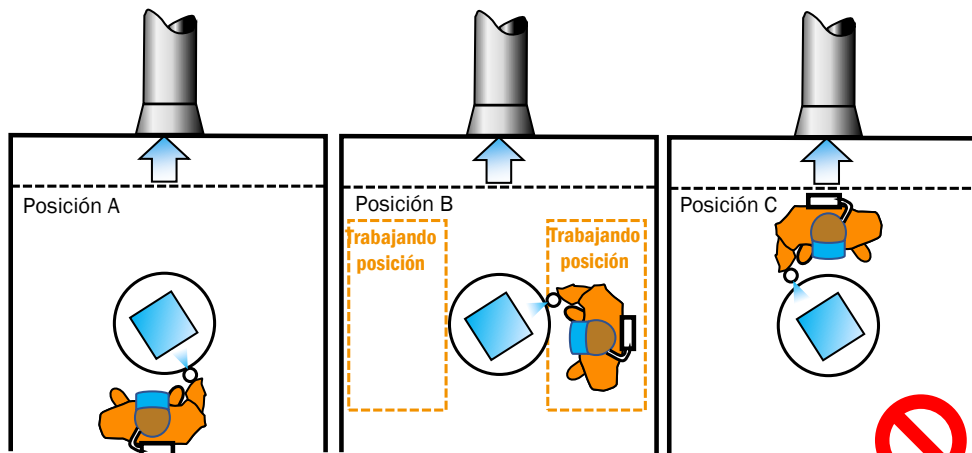 Posición A
Posición B
Trabajando
posición
Trabajando
posición
Posición C